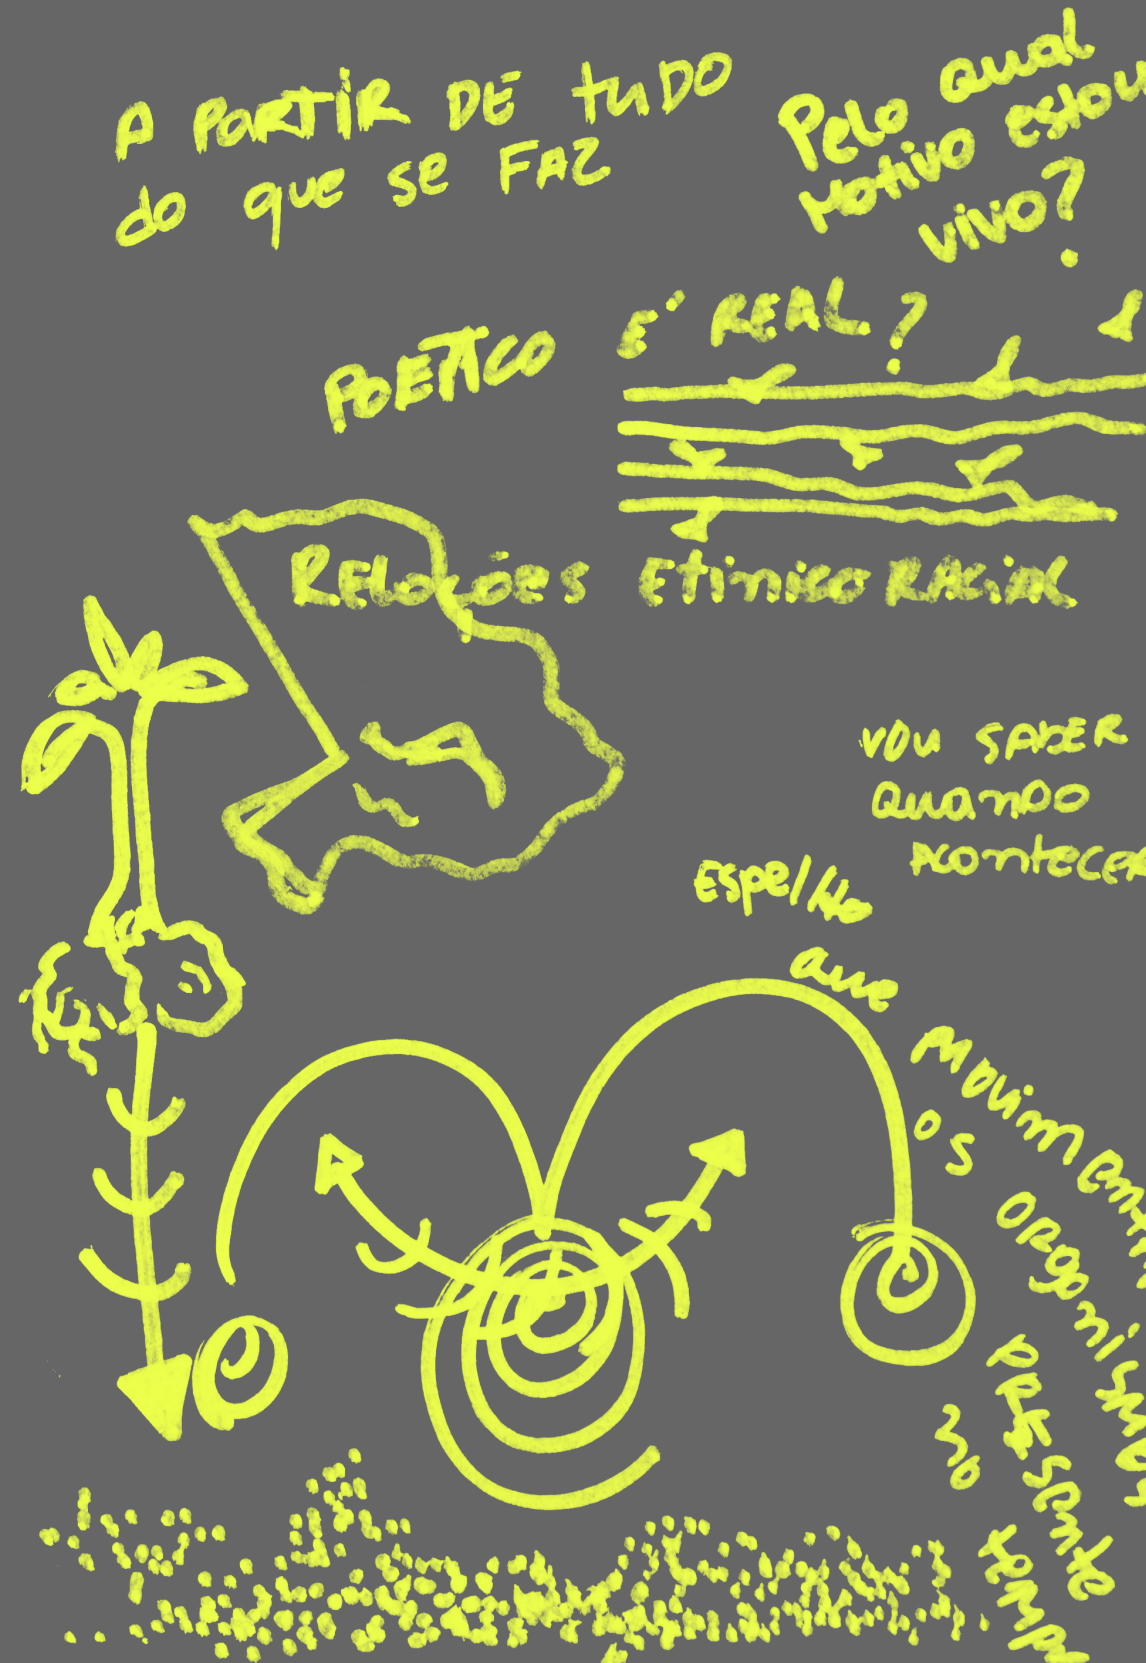 A PARTIR DE tuDO
do que se FAZ
Pelo qual
motivo estou
vivo?
POETICO
E' REAL?
RElações EtinicO RACiAL
vou SABER
quanDO
Acontecer
Espelho
que
movimenta
os organismos
no PRESente
temp